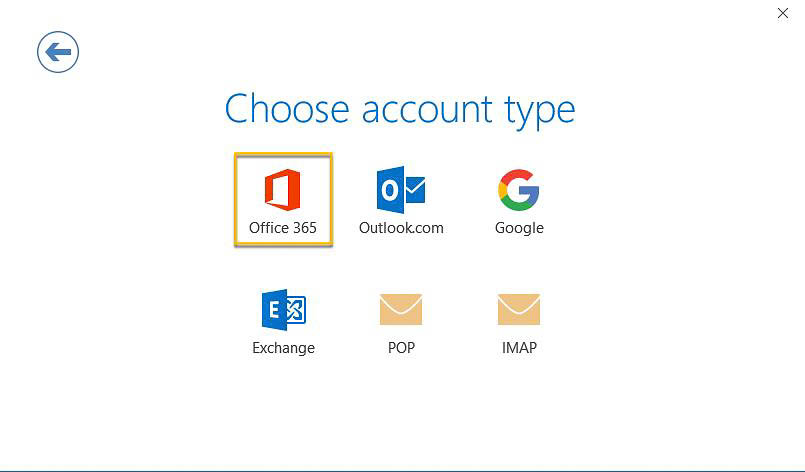 Choose account type
Office 365
Outlook.com
Google
Exchange
POP
IMAP